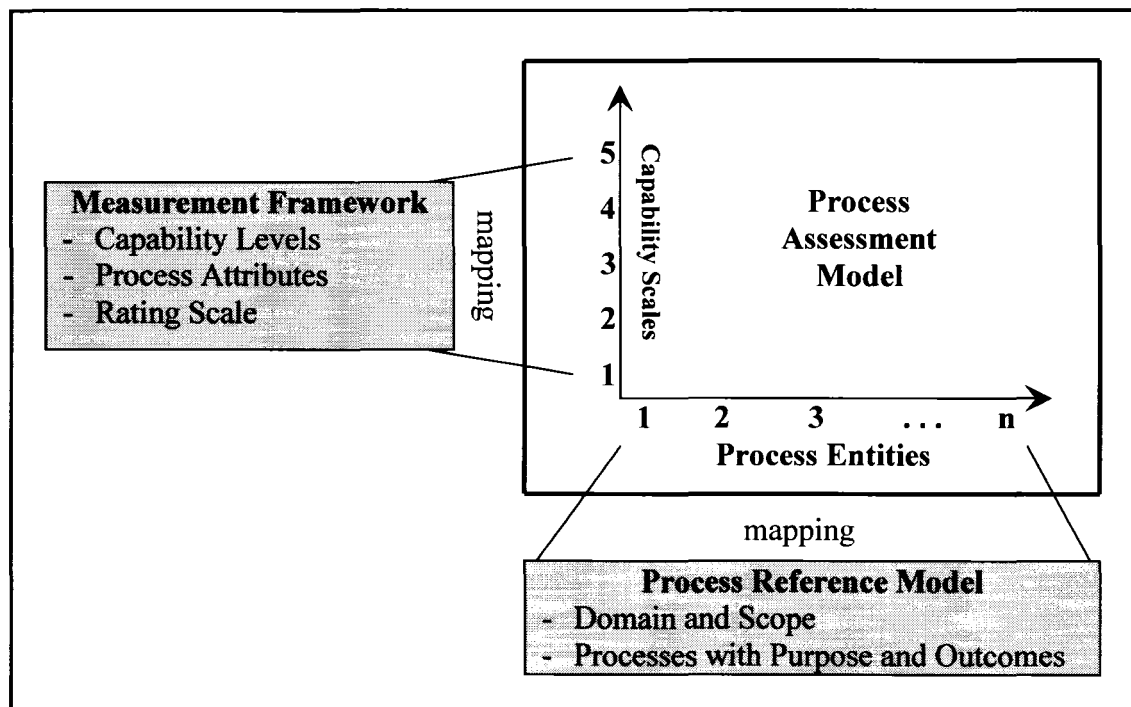 Measurement Framework
- Capability Levels
- Process Attributes
- Rating Scale
mapping
5
4
3
2
1
Capability Scales
Process
Assessment
Model
1 2 3 ... n
Process Entities
mapping
Process Reference Model
- Domain and Scope
- Processes with Purpose and Outcomes